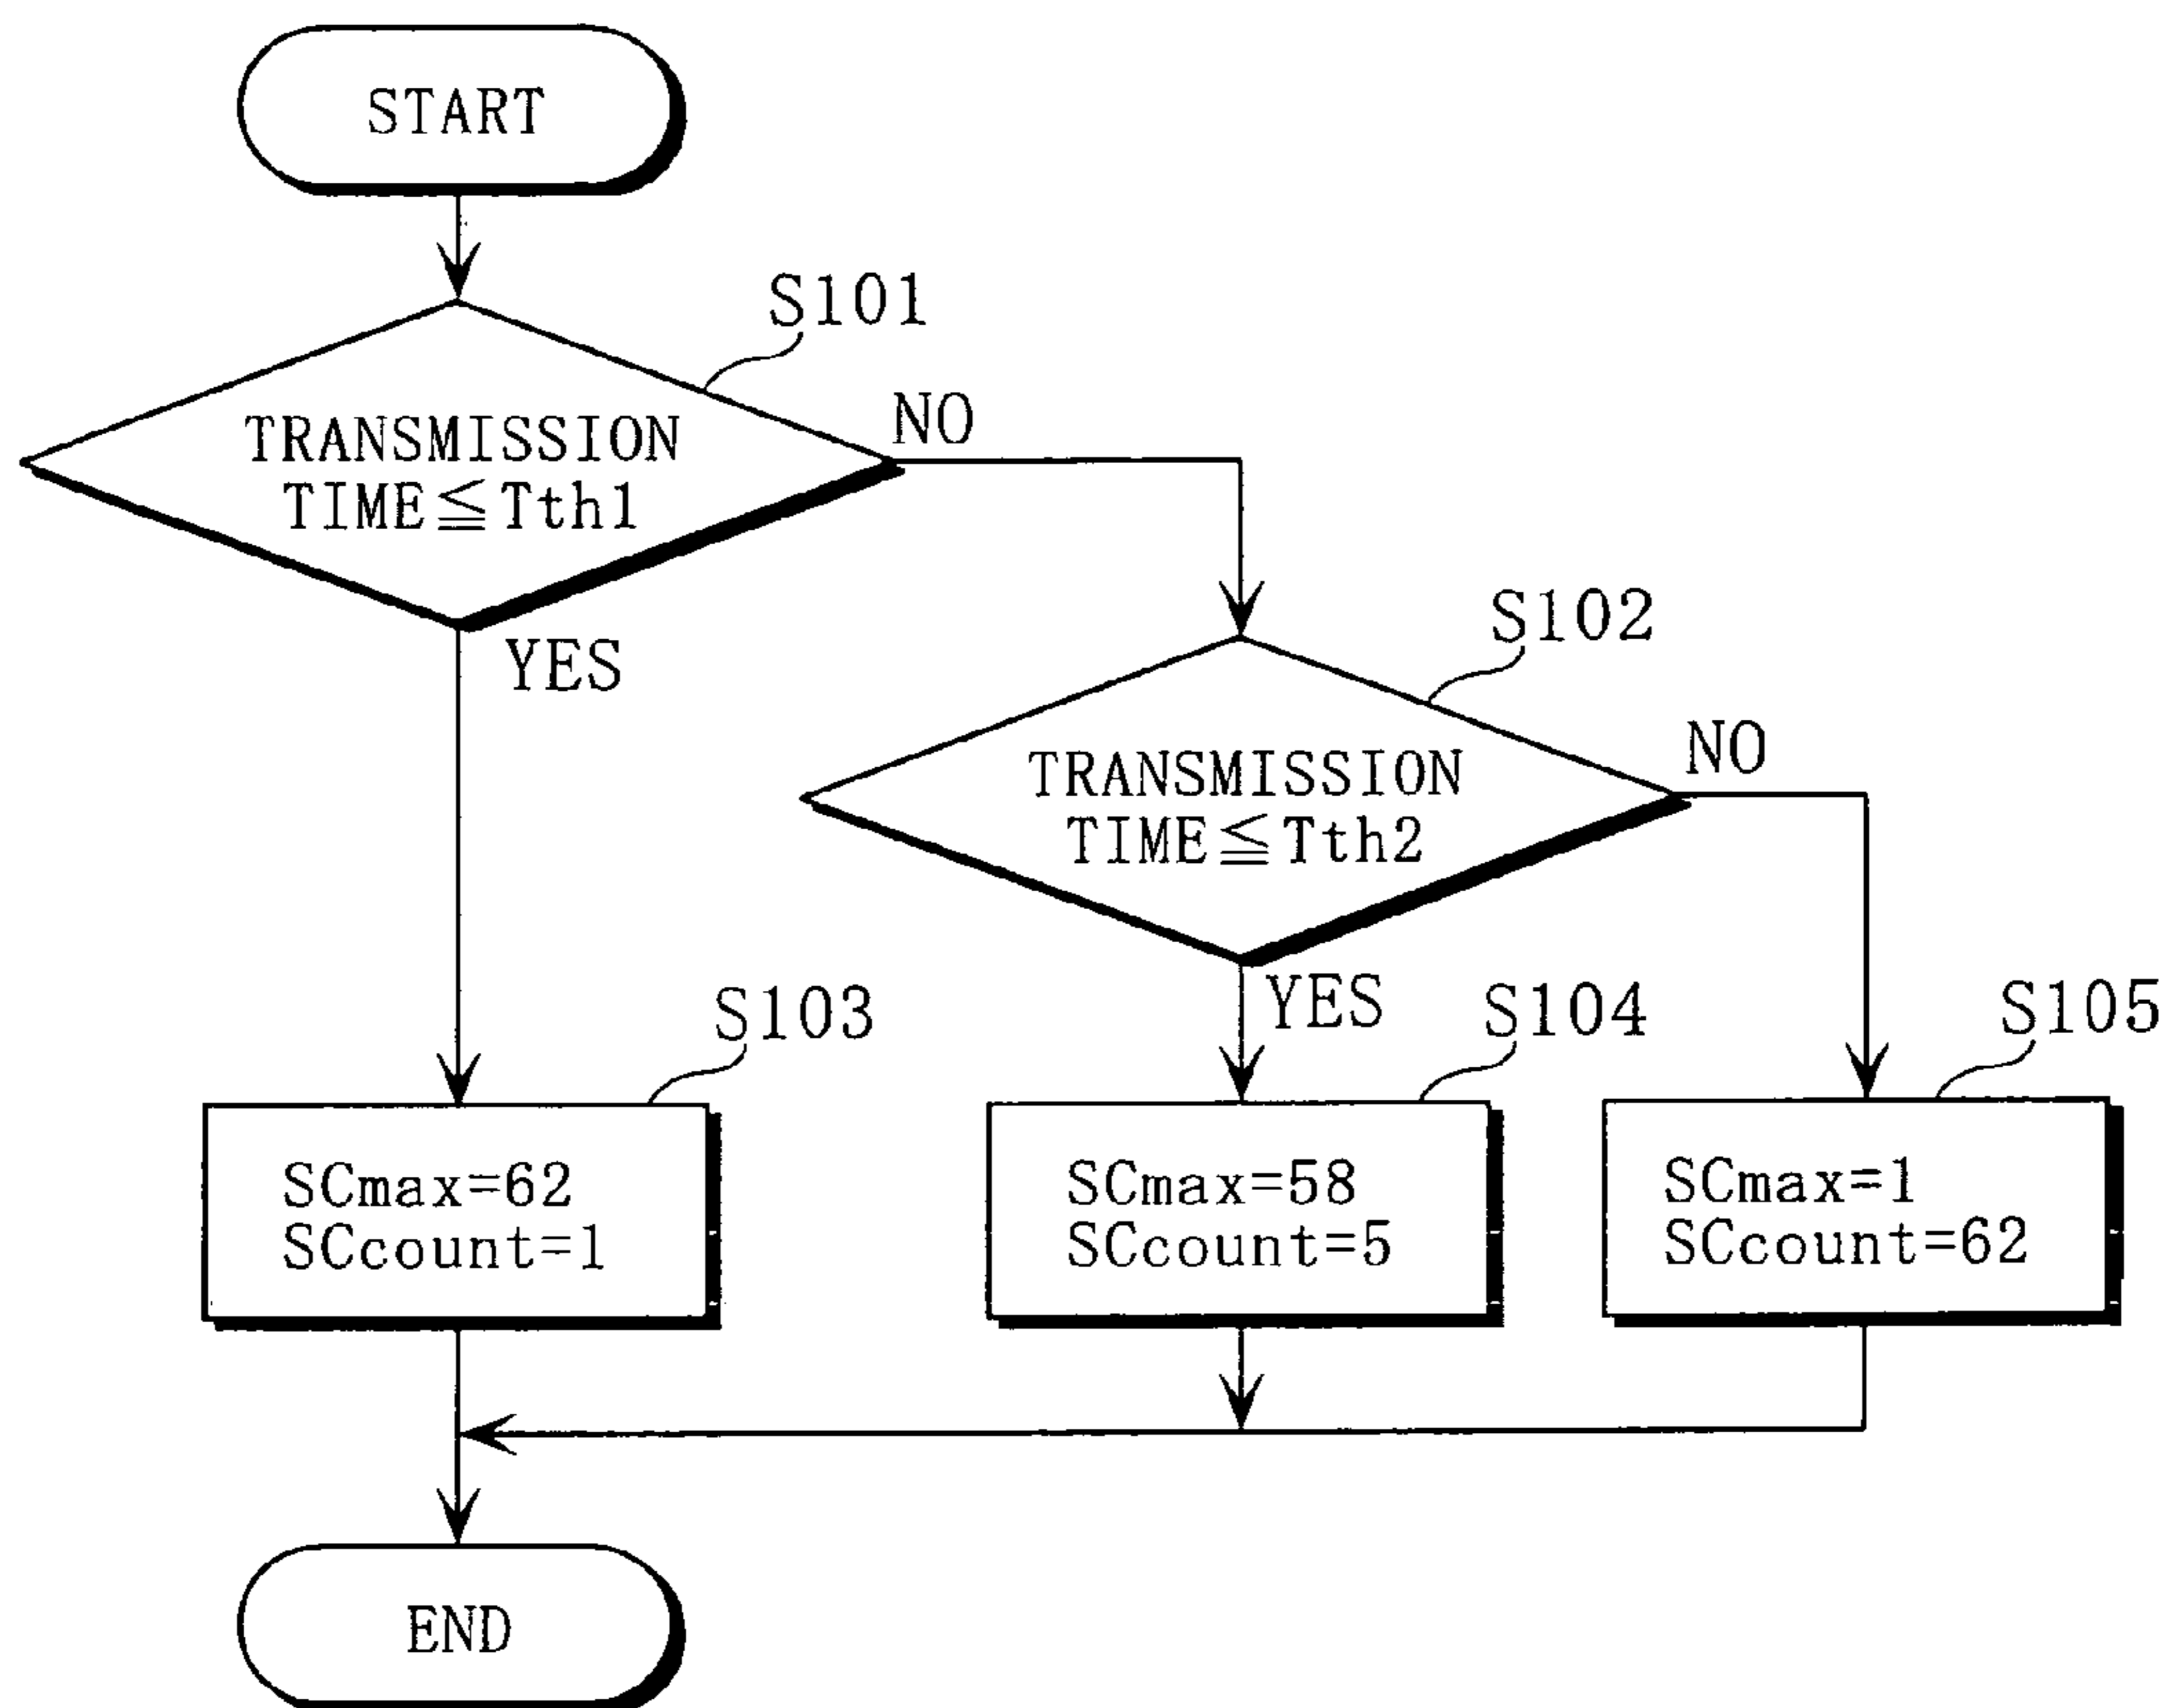 START
S101
TRANSMISSION
TIME≦Tth1
NO
YES
S102
TRANSMISSION
TIME≦Tth2
NO
YES
S103
SCmax=62
SCcount=1
S104
SCmax=58
SCcount=5
S105
SCmax=1
SCcount=62
END